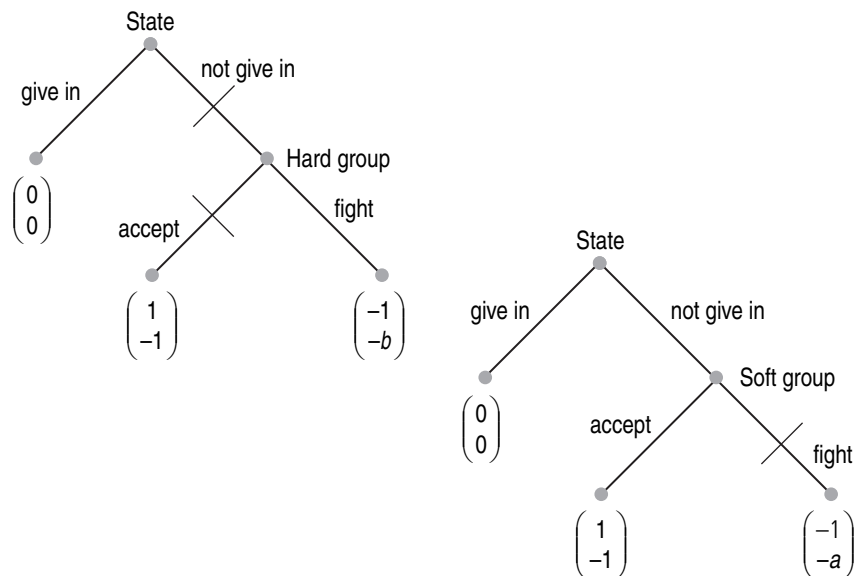 State
give in
not give in
Hard group
0
0
accept
fight
1
–1
–1
–b
State
give in
not give in
Soft group
0
0
accept
fight
1
–1
–1
–a